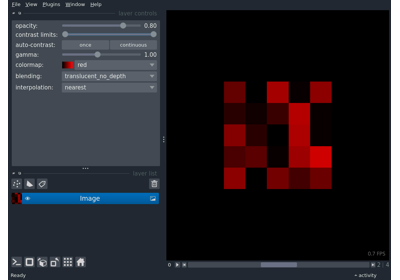 File View Plugins Window Help
layer controls
opacity: 0.80
contrast limits:
auto-contrast: once continuous
gamma: 1.00
colormap: red
blending: translucent_no_depth
interpolation: nearest
layer list
Image
0.7 FPS
0 2 4
Ready activity